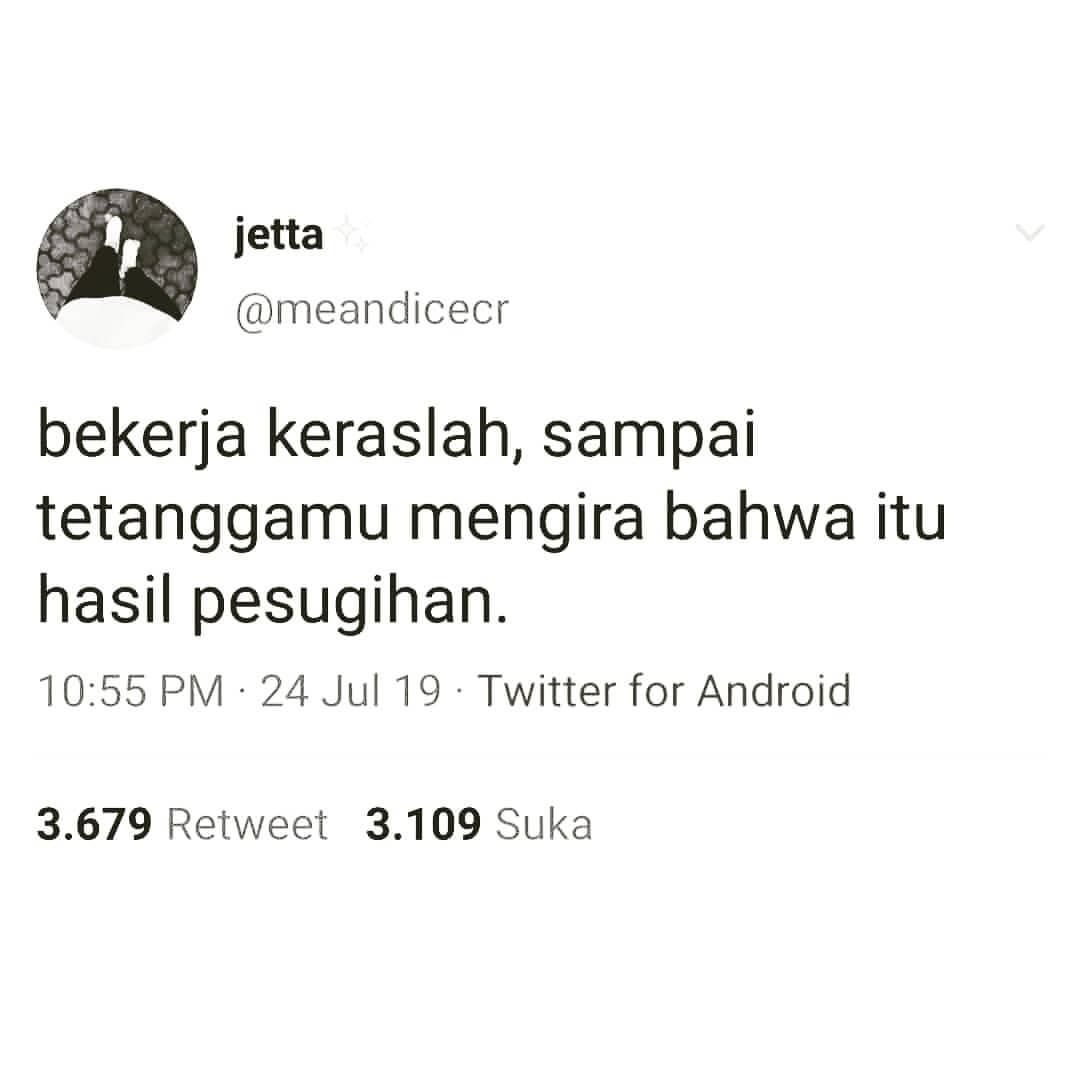 jetta✨
@meandicecr
bekerja keraslah, sampai
tetanggamu mengira bahwa itu
hasil pesugihan.
10:55 PM · 24 Jul 19 · Twitter for Android
3.679 Retweet 3.109 Suka